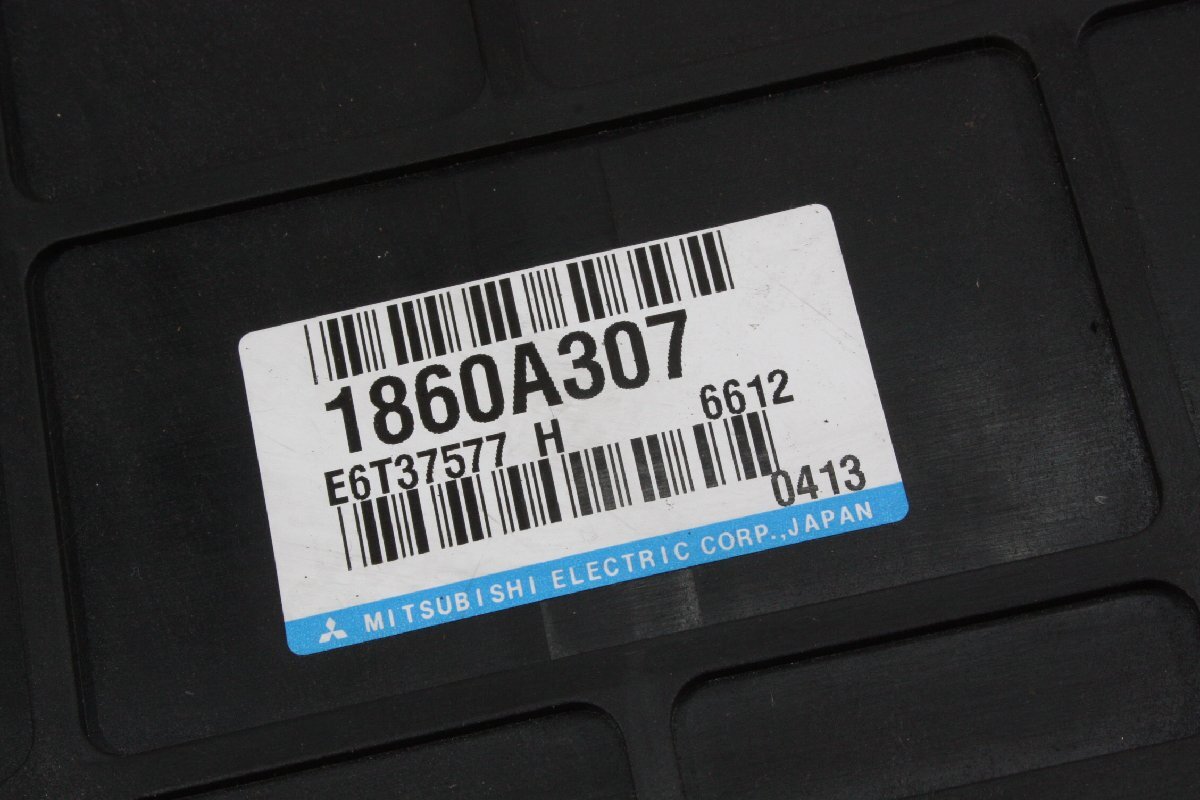 1860A307
E6T37577 H 6612
0413
MITSUBISHI ELECTRIC CORP.,JAPAN